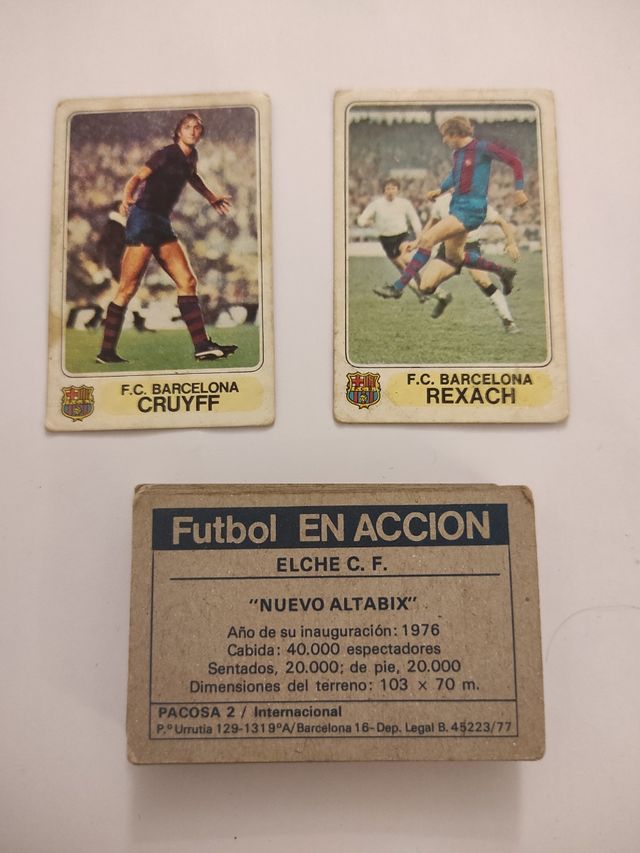 F.C. BARCELONA
CRUYFF
F.C. BARCELONA
REXACH
Futbol EN ACCION
ELCHE C. F.
"NUEVO ALTABIX"
Año de su inauguración: 1976
Cabida: 40.000 espectadores
Sentados, 20.000; de pie, 20.000
Dimensiones del terreno: 103 x 70 m.
PACOSA 2 / Internacional
P.º Urrutia 129-131 9ºA/Barcelona 16-Dep. Legal B. 45223/77